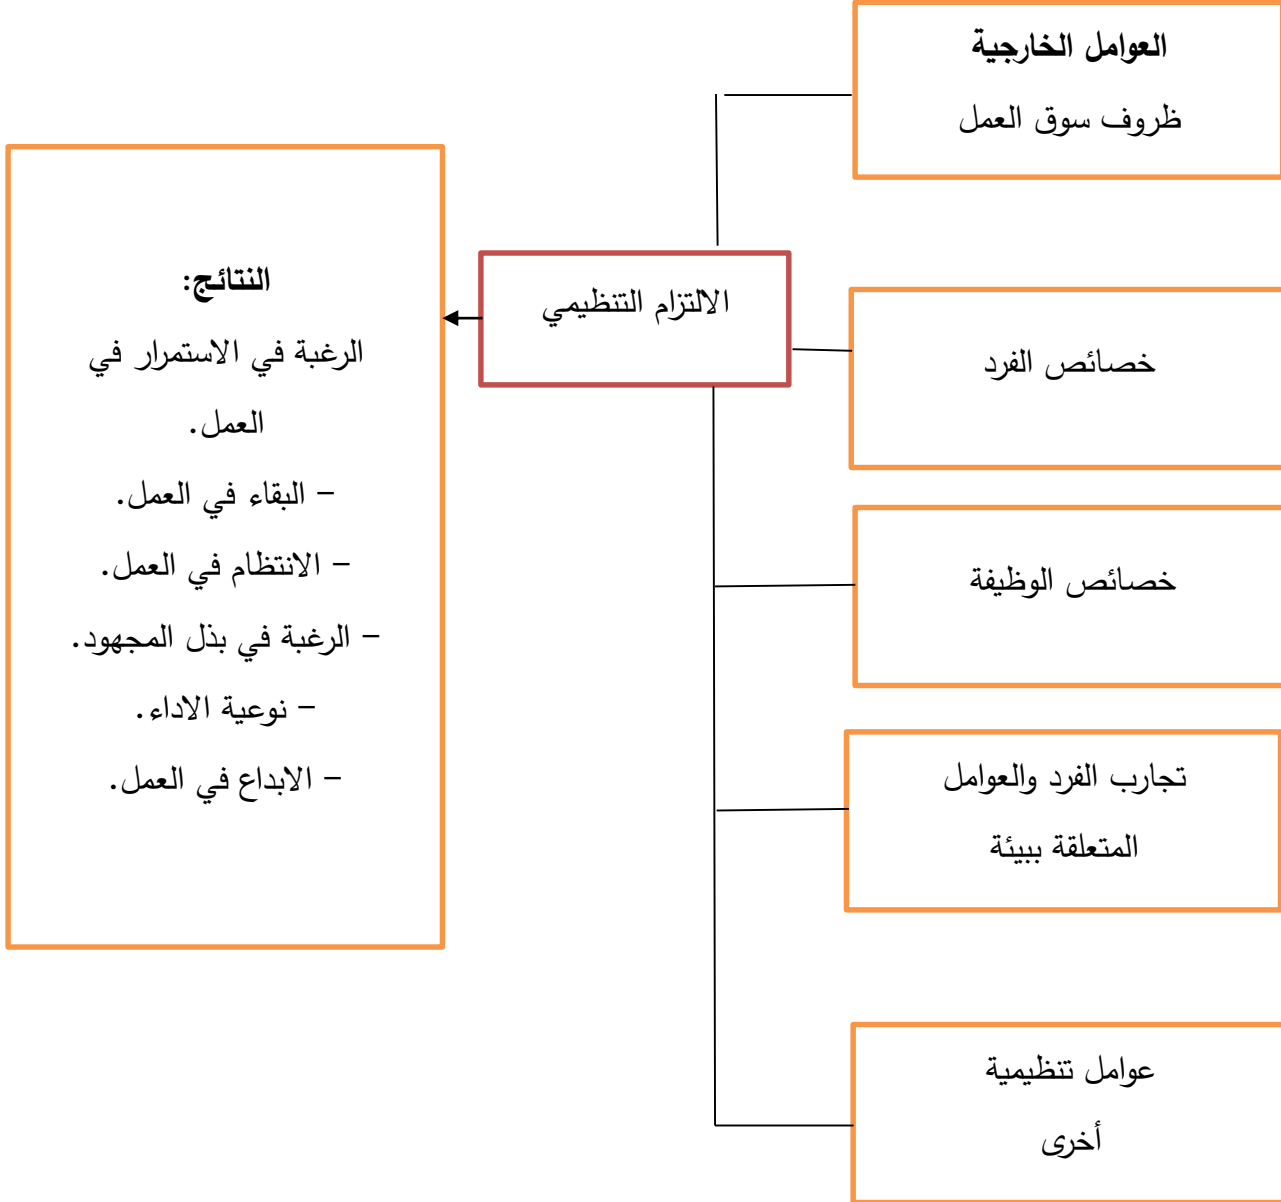 العوامل الخارجية
ظروف سوق العمل
الالتزام التنظيمي
خصائص الفرد
خصائص الوظيفة
تجارب الفرد والعوامل
المتعلقة ببيئة
عوامل تنظيمية
أخرى
النتائج:
الرغبة في الاستمرار في
العمل.
- البقاء في العمل.
- الانتظام في العمل.
- الرغبة في بذل المجهود.
- نوعية الاداء.
- الابداع في العمل.